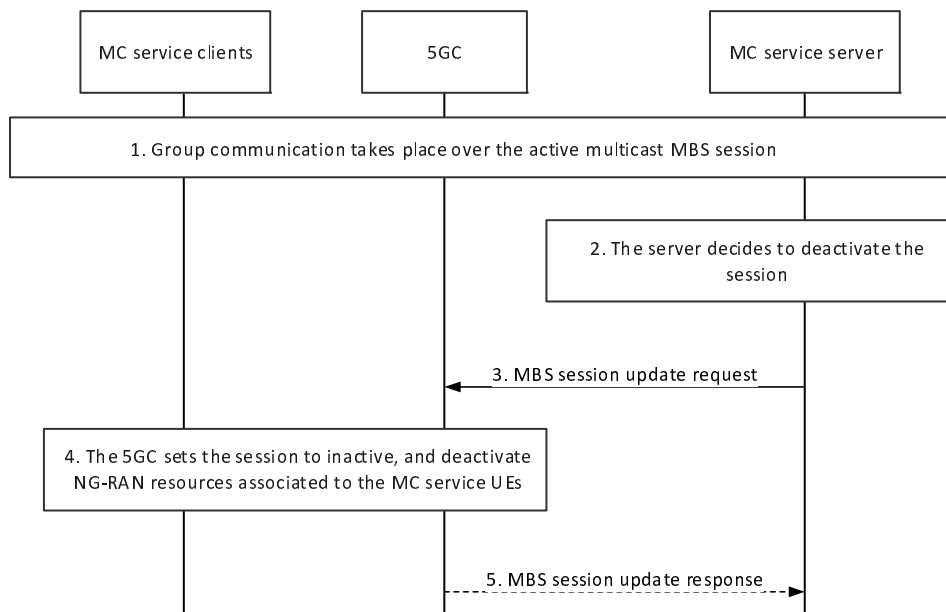 MC service clients
5GC
MC service server
1. Group communication takes place over the active multicast MBS session
2. The server decides to deactivate the
session
3. MBS session update request
4. The 5GC sets the session to inactive, and deactivate
NG-RAN resources associated to the MC service UEs
5. MBS session update response